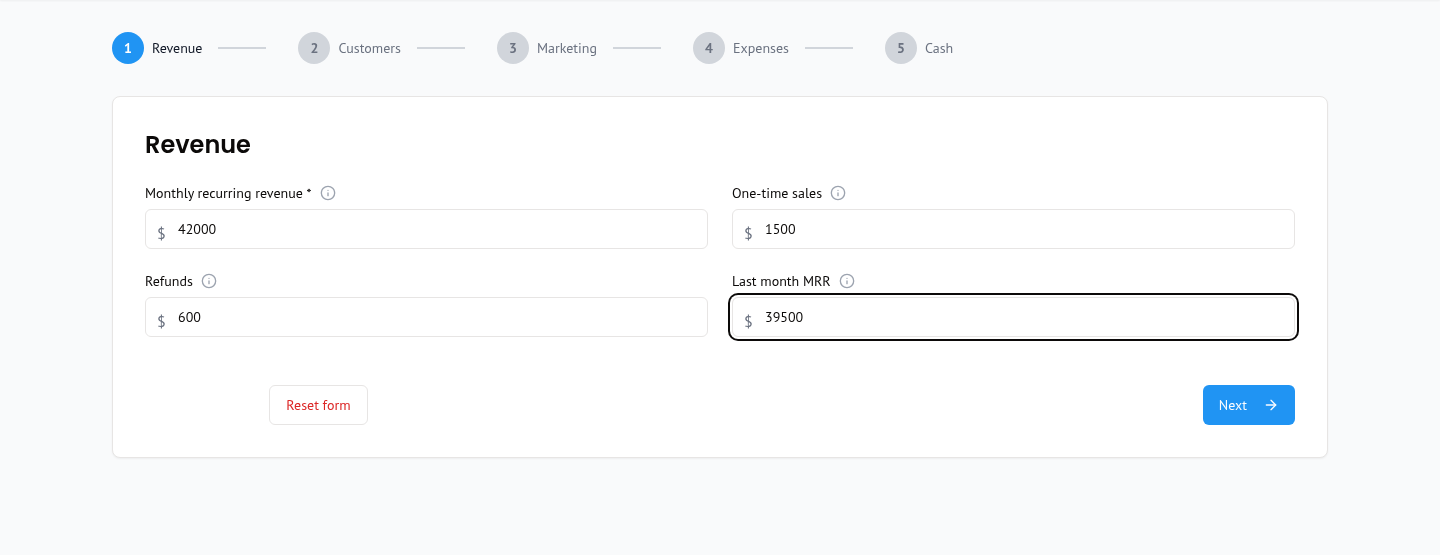 1 Revenue 2 Customers 3 Marketing 4 Expenses 5 Cash
Revenue
Monthly recurring revenue *
$ 42000
One-time sales
$ 1500
Refunds
$ 600
Last month MRR
$ 39500
Reset form
Next